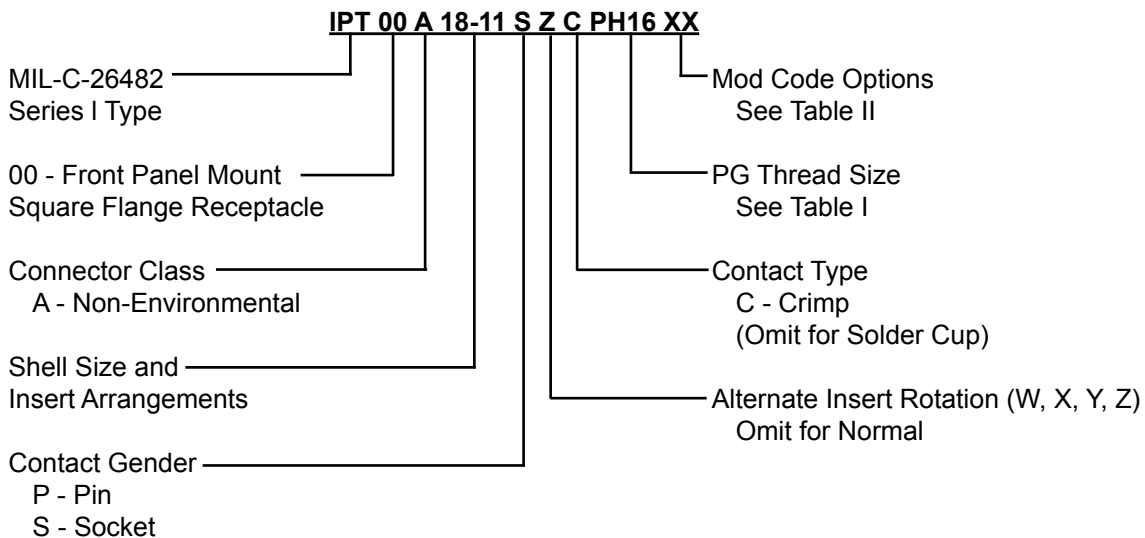 IPT 00 A 18-11 S Z C PH16 XX
MIL-C-26482
Series I Type
00 - Front Panel Mount
Square Flange Receptacle
Connector Class
A - Non-Environmental
Shell Size and
Insert Arrangements
Contact Gender
P - Pin
S - Socket
Mod Code Options
See Table II
PG Thread Size
See Table I
Contact Type
C - Crimp
(Omit for Solder Cup)
Alternate Insert Rotation (W, X, Y, Z)
Omit for Normal